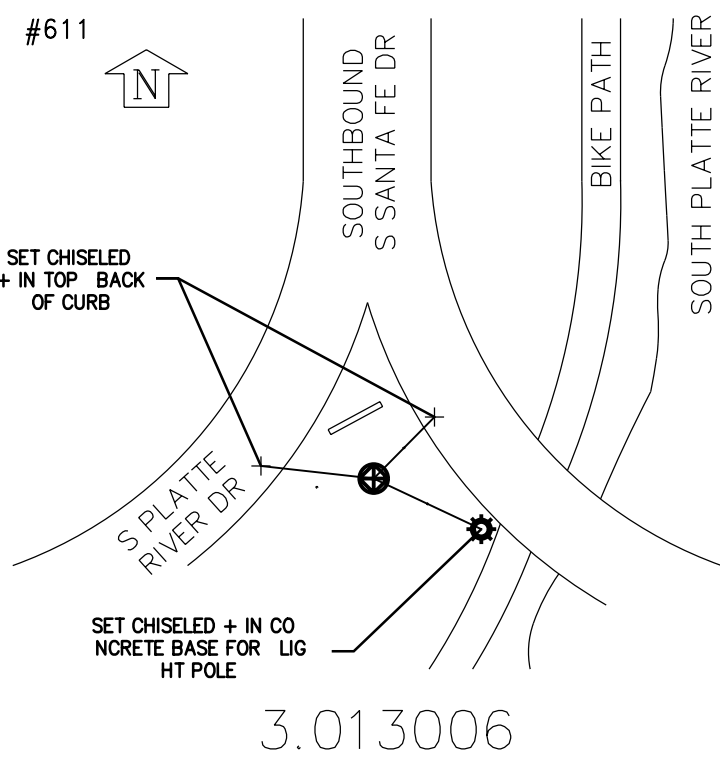 #611
N
SOUTHBOUND
S SANTA FE DR
BIKE PATH
SOUTH PLATTE RIVER
SET CHISELED
+ IN TOP BACK
OF CURB
S PLATTE
RIVER DR
SET CHISELED + IN CO
NCRETE BASE FOR LIG
HT POLE
3.013006